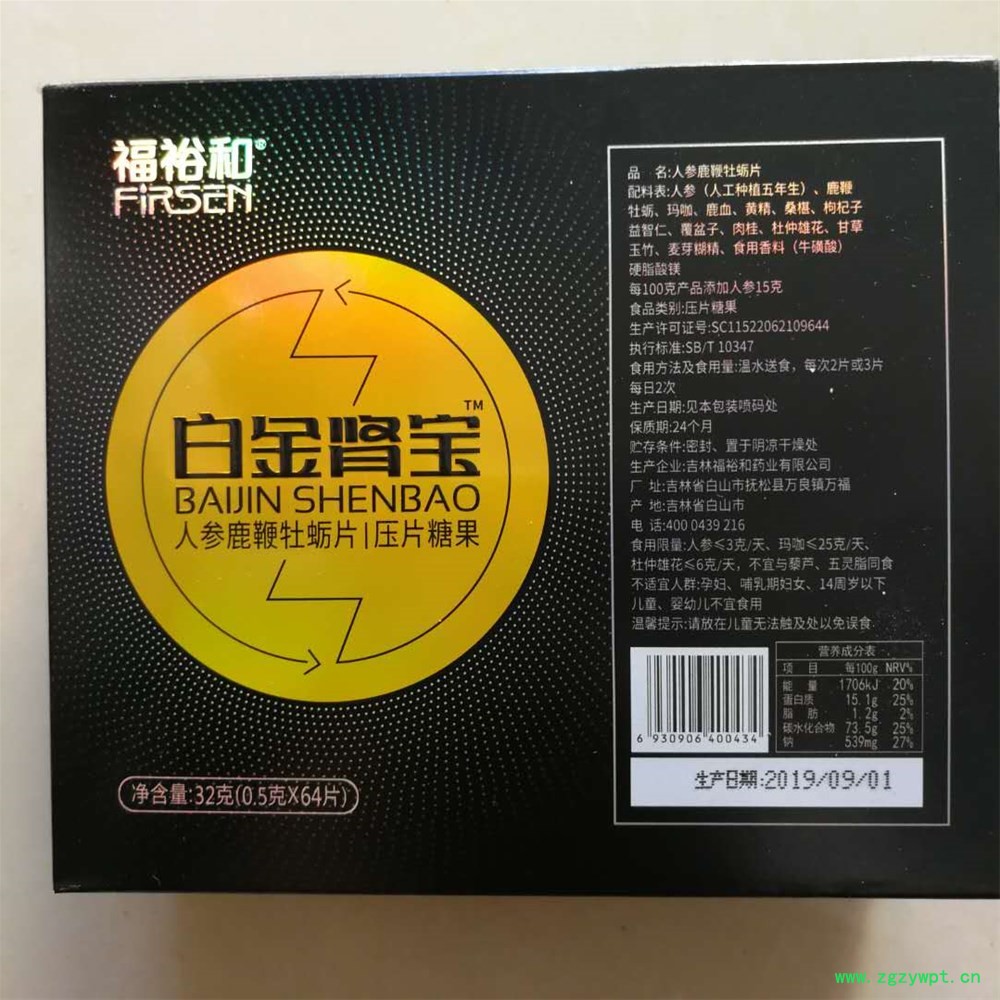 福裕和®
FIRSEN
白金肾宝™
BAIJIN SHENBAO
人参鹿鞭牡蛎片|压片糖果
净含量:32克(0.5克X64片)
品 名:人参鹿鞭牡蛎片
配料表:人参（人工种植五年生）、鹿鞭
牡蛎、玛咖、鹿血、黄精、桑椹、枸杞子
益智仁、覆盆子、肉桂、杜仲雄花、甘草
玉竹、麦芽糊精、食用香料（牛磺酸）
硬脂酸镁
每100克产品添加人参15克
食品类别:压片糖果
生产许可证号:SC11522062109644
执行标准:SB/T 10347
食用方法及食用量:温水送食，每次2片或3片
每日2次
生产日期:见本包装喷码处
保质期:24个月
贮存条件:密封、置于阴凉干燥处
生产企业:吉林福裕和药业有限公司
厂 址:吉林省白山市抚松县万良镇万福
产 地:吉林省白山市
电 话:400 0439 216
食用限量:人参≤3克/天、玛咖≤25克/天、
杜仲雄花≤6克/天，不宜与藜芦、五灵脂同食
不适宜人群:孕妇、哺乳期妇女、14周岁以下
儿童、婴幼儿不宜食用
温馨提示:请放在儿童无法触及处以免误食
营养成分表
项 目 每100g NRV%
能 量 1706kJ 20%
蛋白质 15.1g 25%
脂 肪 1.2g 2%
碳水化合物 73.5g 25%
钠 539mg 27%
6 930906 400434
生产日期:2019/09/01
www.zgzywpt.cn